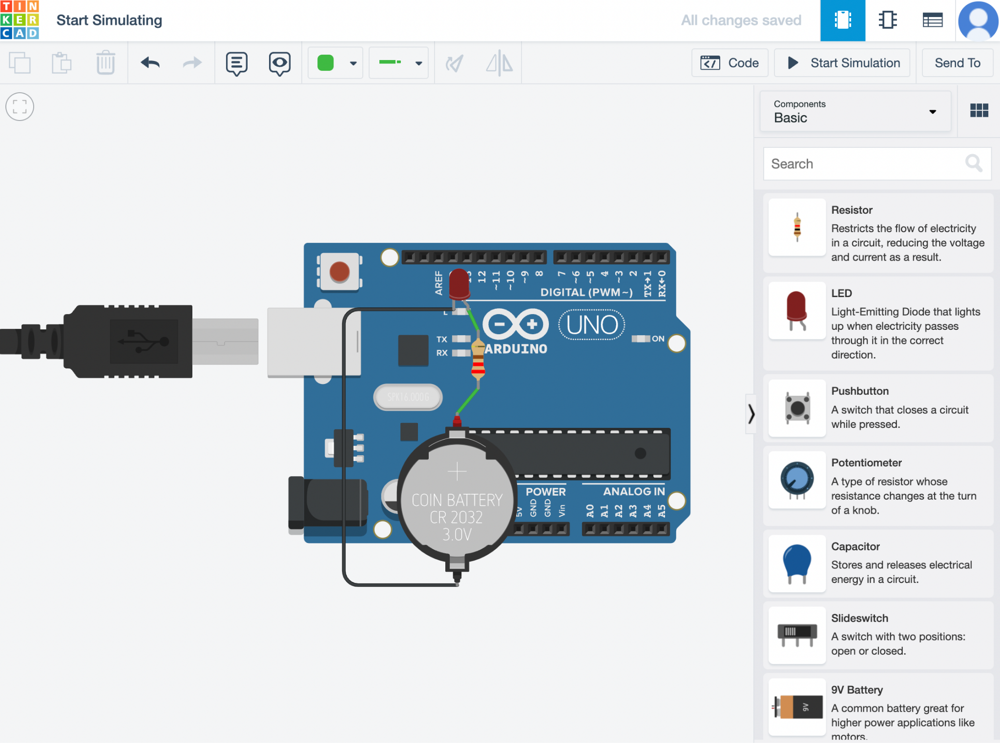 TIN
KER
CAD
Start Simulating
All changes saved
Code
Start Simulation
Send To
Components
Basic
Search
Resistor
Restricts the flow of electricity
in a circuit, reducing the voltage
and current as a result.
LED
Light-Emitting Diode that lights
up when electricity passes
through it in the correct
direction.
Pushbutton
A switch that closes a circuit
while pressed.
Potentiometer
A type of resistor whose
resistance changes at the turn
of a knob.
Capacitor
Stores and releases electrical
energy in a circuit.
Slideswitch
A switch with two positions:
open or closed.
9V Battery
9V
A common battery great for
higher power applications like
motors.
AREF
12
~11
~10
~9
8
7
~6
~5
4
~3
2
TX→1
RX←0
DIGITAL (PWM~)
UNO
TX
RX
ON
ARDUINO
SPK16.000G
COIN BATTERY
CR 2032
3.0V
POWER
ANALOG IN
5V
GND
GND
Vin
A0
A1
A2
A3
A4
A5